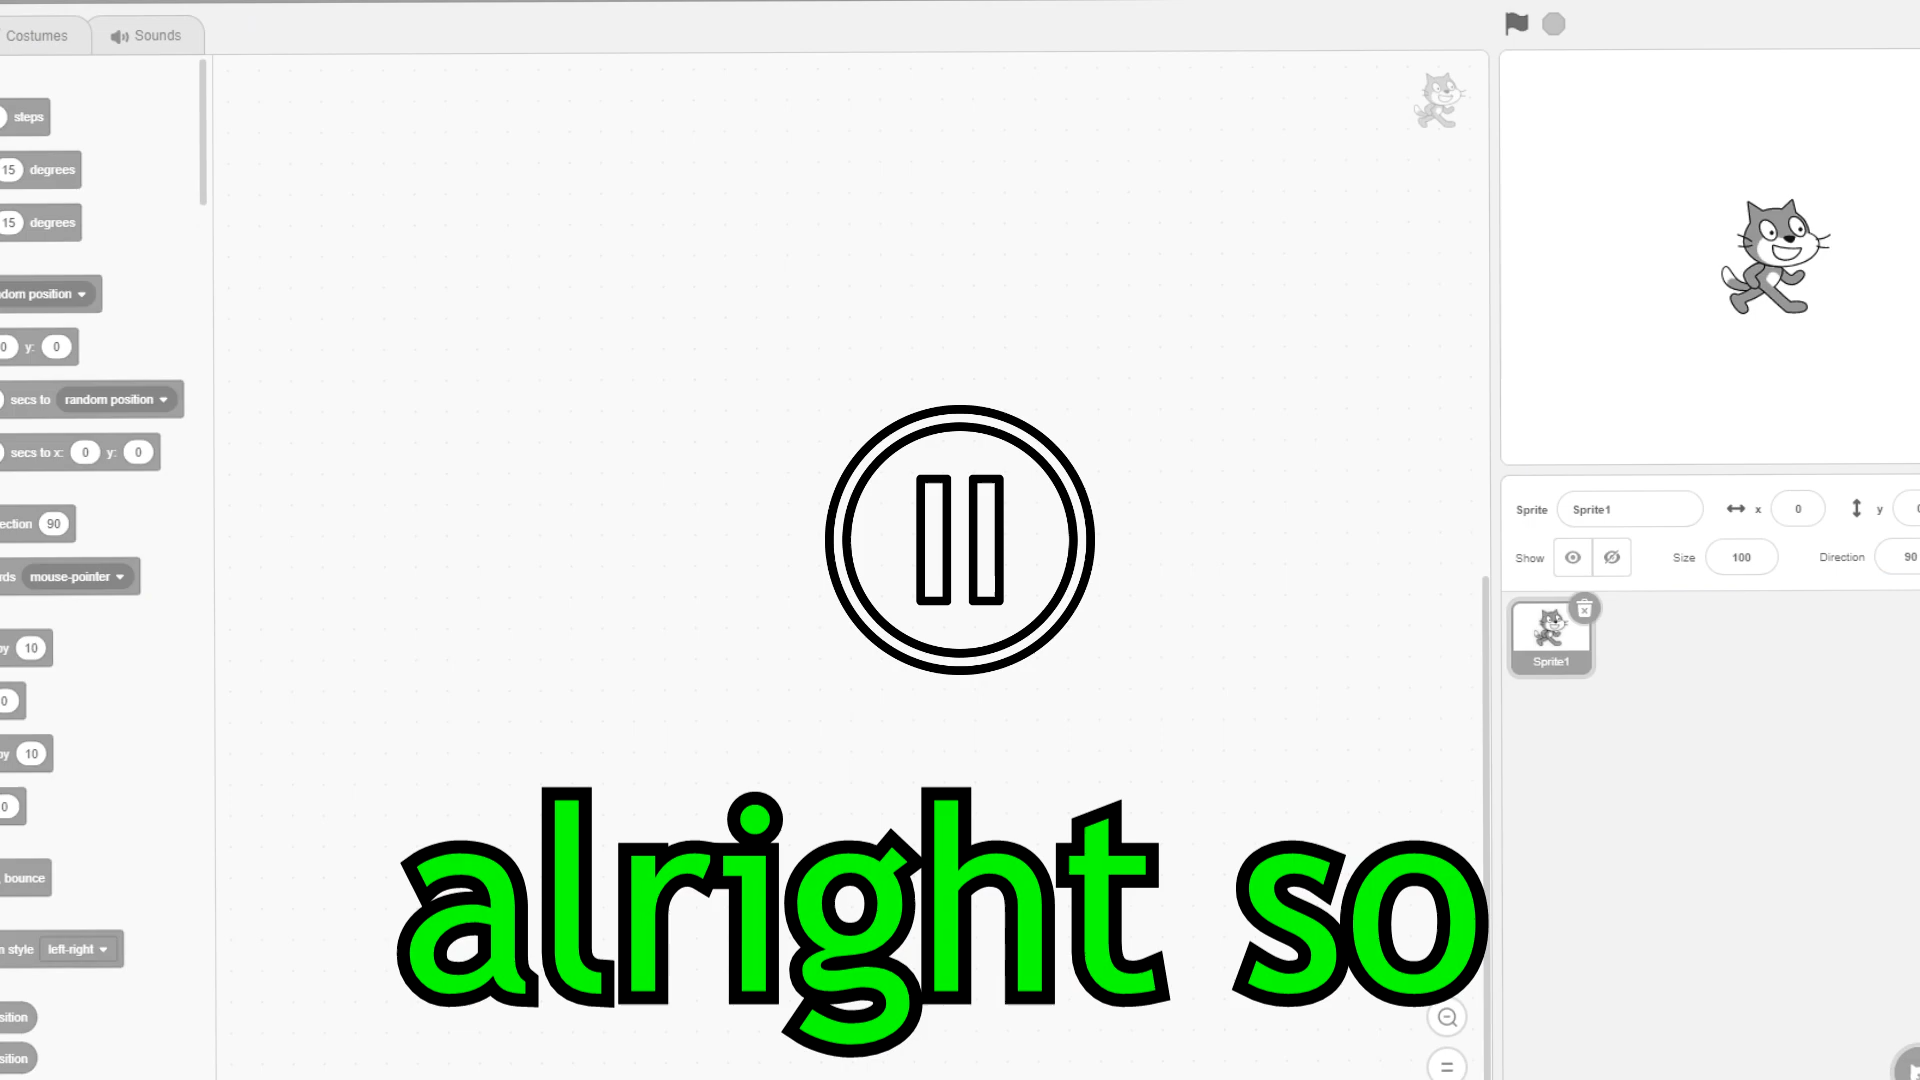 Costumes
Sounds
steps
15 degrees
15 degrees
dom position
0 y: 0
secs to random position
secs to x: 0 y: 0
ection 90
rds mouse-pointer
by 10
0
by 10
0
bounce
n style left-right
sition
sition
Sprite Sprite1 x 0 y
Show Size 100 Direction 90
Sprite1
alright so